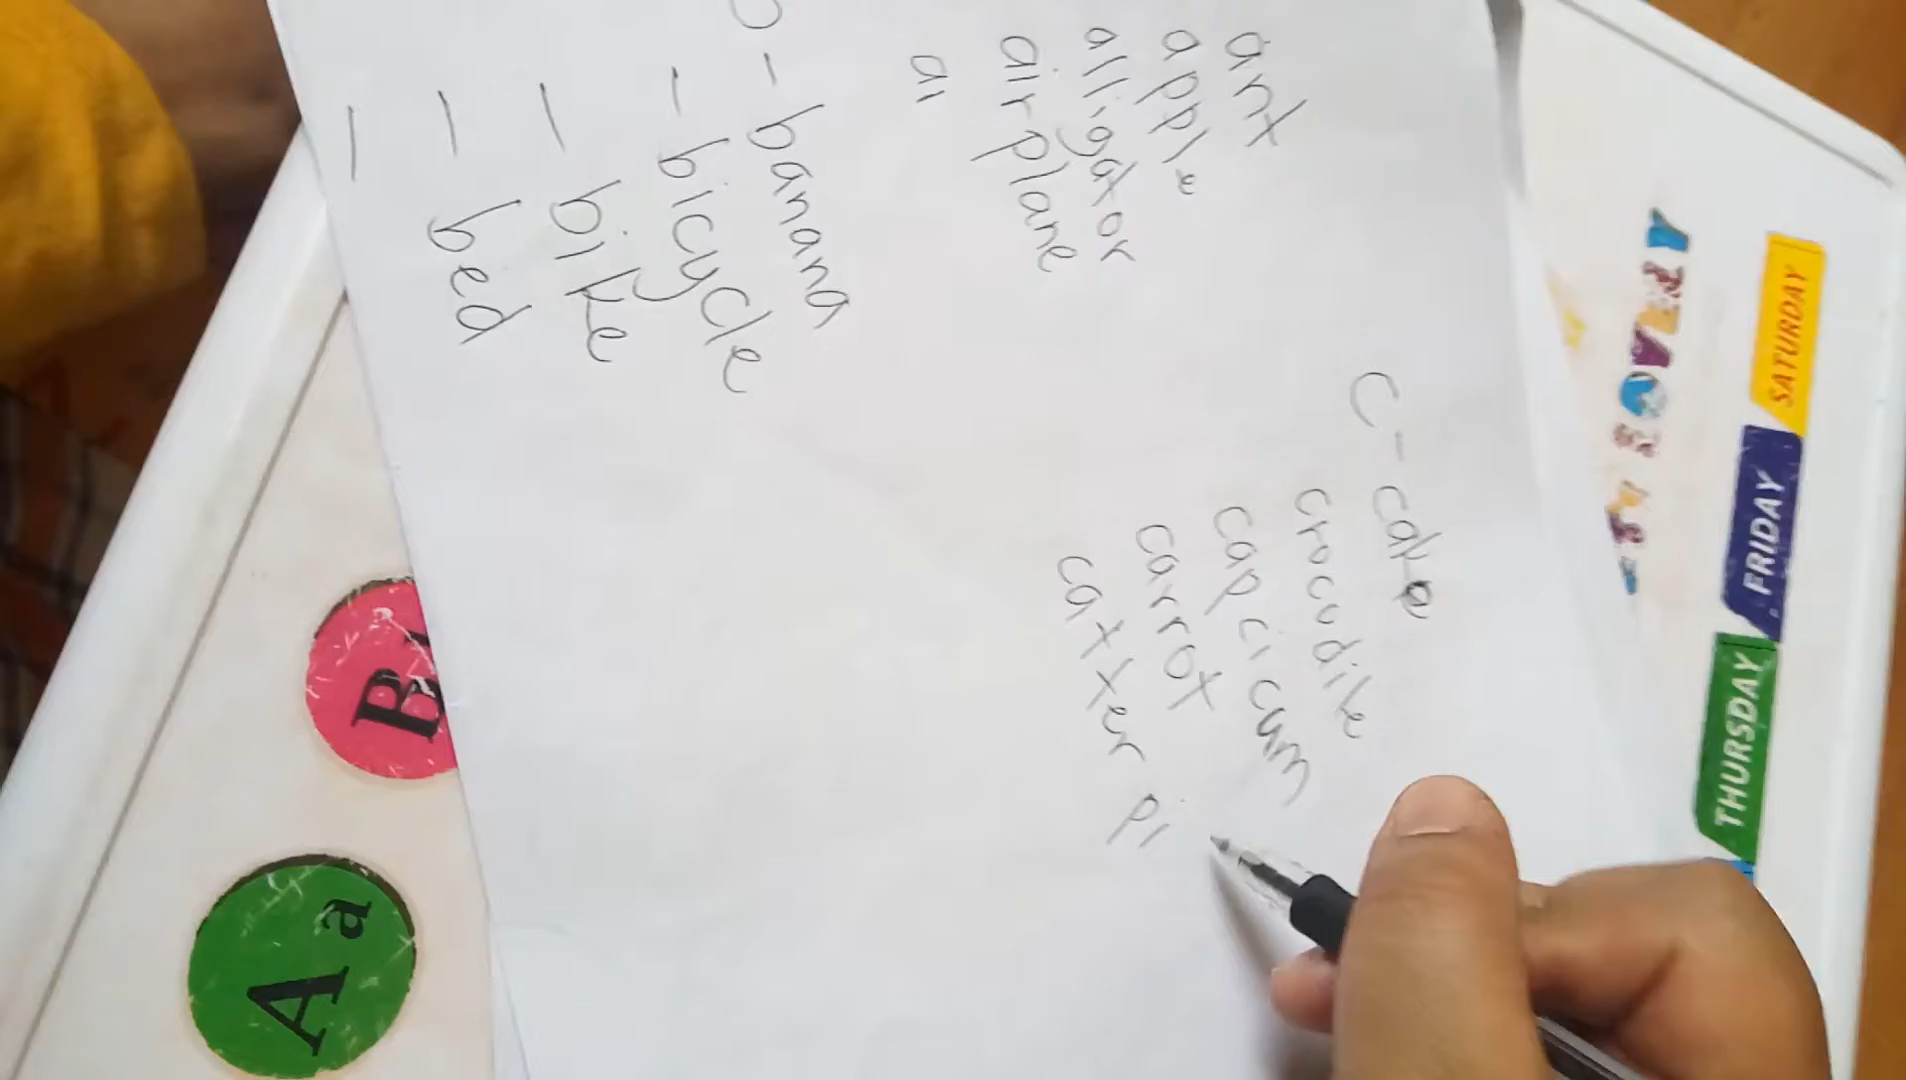 ant
apple
alligator
airplane
ai
b - banana
- bicycle
- bike
- bed
-
C - cake
crocodile
capcicum
carrot
catter pi
SATURDAY
FRIDAY
THURSDAY
B
A a